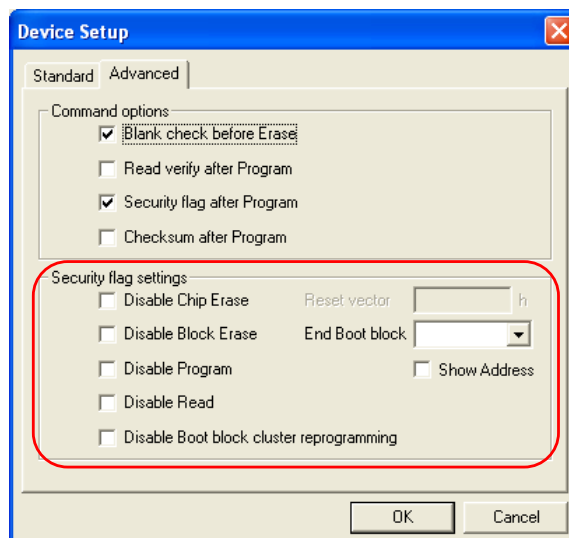 Device Setup
Standard Advanced
Command options
Blank check before Erase
Read verify after Program
Security flag after Program
Checksum after Program
Security flag settings
Disable Chip Erase Reset vector h
Disable Block Erase End Boot block
Disable Program Show Address
Disable Read
Disable Boot block cluster reprogramming
OK Cancel